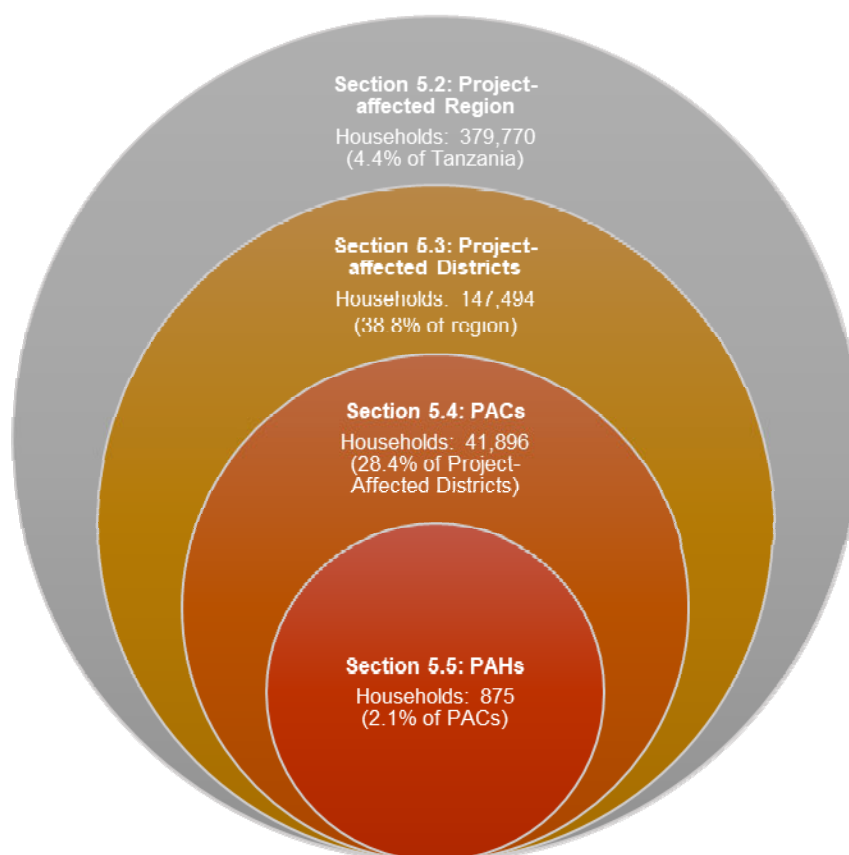 Section 5.2: Project-
affected Region
Households: 379,770
(4.4% of Tanzania)
Section 5.3: Project-
affected Districts
Households: 147,494
(38.8% of region)
Section 5.4: PACs
Households: 41,896
(28.4% of Project-
Affected Districts)
Section 5.5: PAHs
Households: 875
(2.1% of PACs)